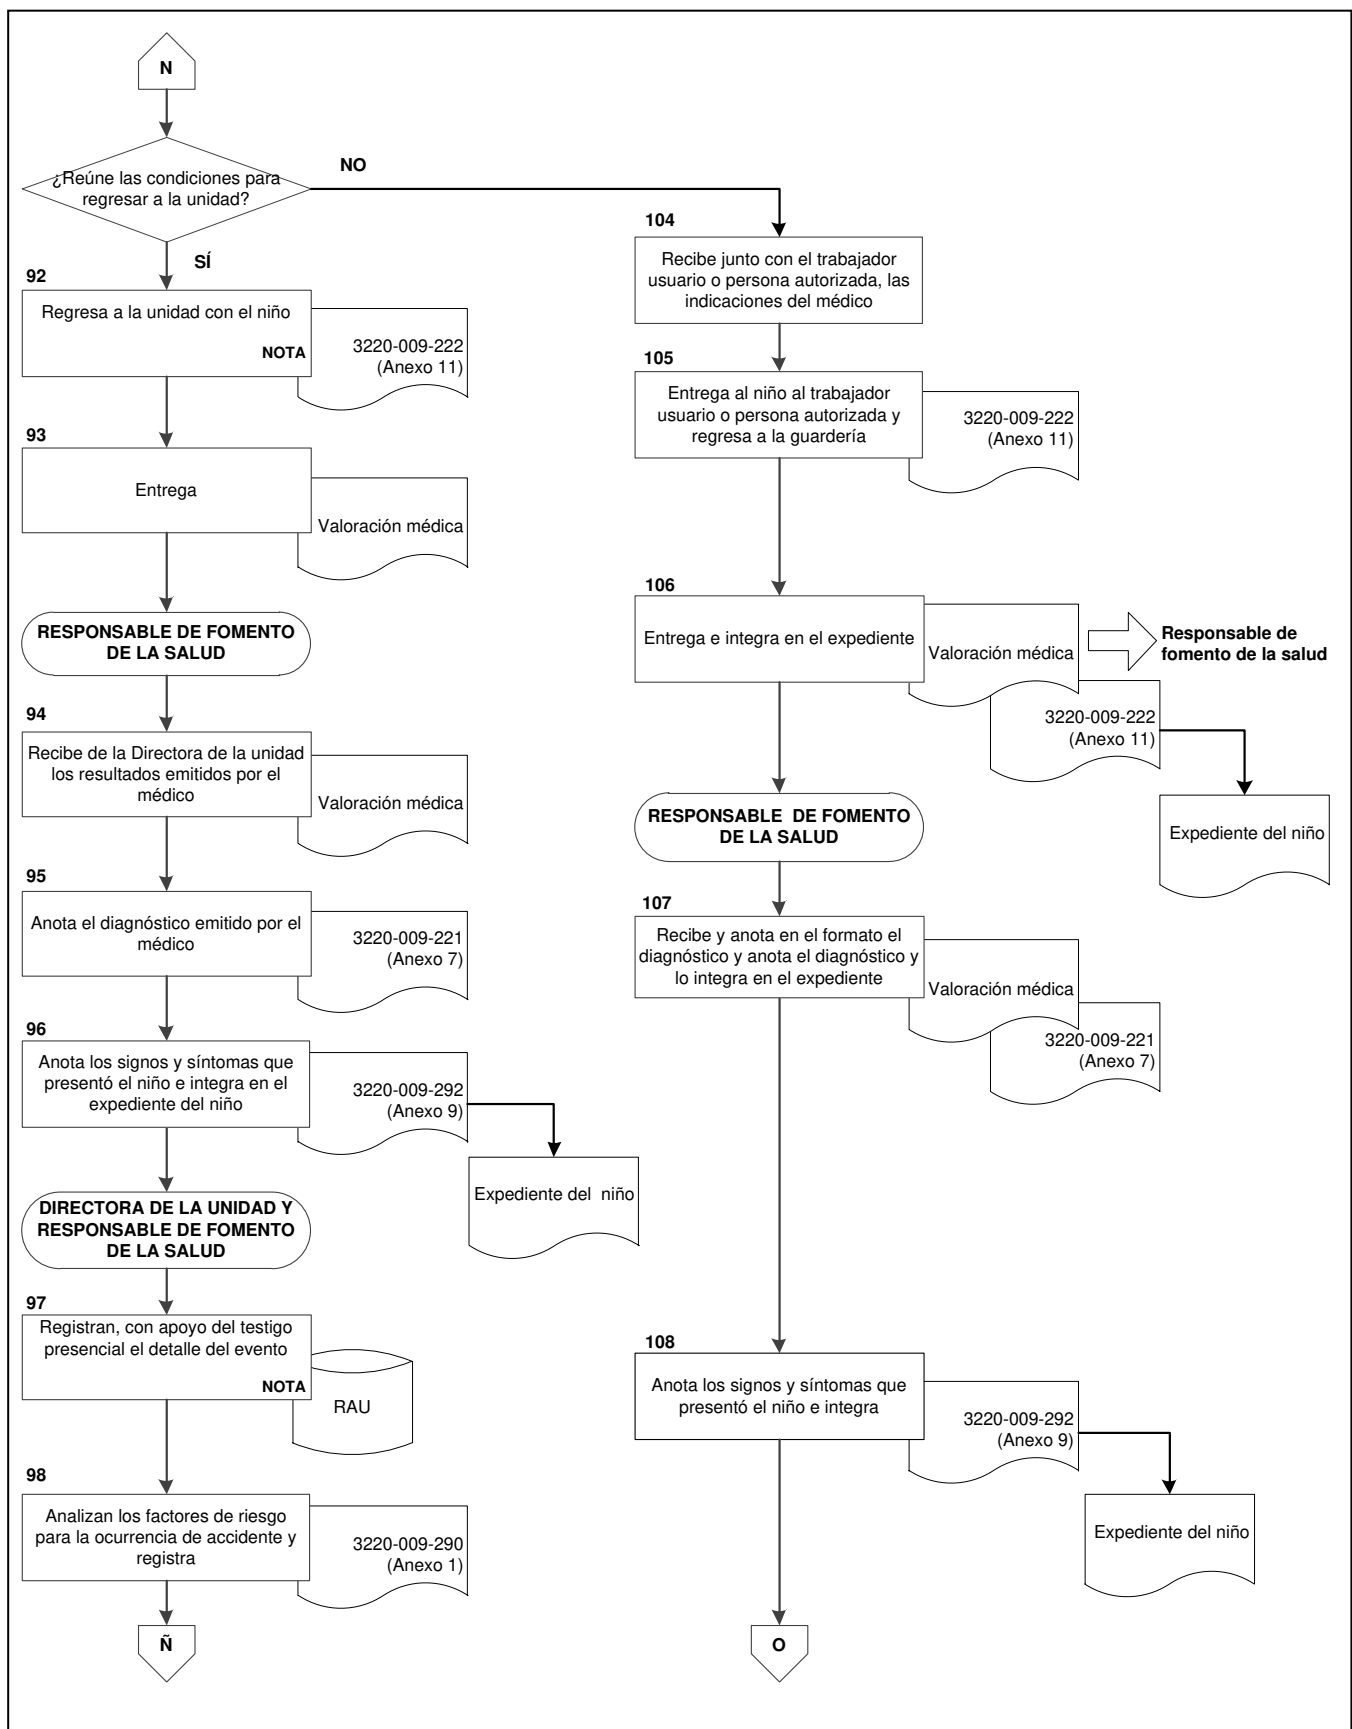 N
¿Reúne las condiciones para
regresar a la unidad?
NO
SÍ
92
Regresa a la unidad con el niño
NOTA
3220-009-222
(Anexo 11)
93
Entrega
Valoración médica
RESPONSABLE DE FOMENTO
DE LA SALUD
94
Recibe de la Directora de la unidad
los resultados emitidos por el
médico
Valoración médica
95
Anota el diagnóstico emitido por el
médico
3220-009-221
(Anexo 7)
96
Anota los signos y síntomas que
presentó el niño e integra en el
expediente del niño
3220-009-292
(Anexo 9)
Expediente del niño
DIRECTORA DE LA UNIDAD Y
RESPONSABLE DE FOMENTO
DE LA SALUD
97
Registran, con apoyo del testigo
presencial el detalle del evento
NOTA
RAU
98
Analizan los factores de riesgo
para la ocurrencia de accidente y
registra
3220-009-290
(Anexo 1)
Ñ
104
Recibe junto con el trabajador
usuario o persona autorizada, las
indicaciones del médico
105
Entrega al niño al trabajador
usuario o persona autorizada y
regresa a la guardería
3220-009-222
(Anexo 11)
106
Entrega e integra en el expediente
Valoración médica
Responsable de
fomento de la salud
3220-009-222
(Anexo 11)
Expediente del niño
RESPONSABLE DE FOMENTO
DE LA SALUD
107
Recibe y anota en el formato el
diagnóstico y anota el diagnóstico y
lo integra en el expediente
Valoración médica
3220-009-221
(Anexo 7)
108
Anota los signos y síntomas que
presentó el niño e integra
3220-009-292
(Anexo 9)
Expediente del niño
O